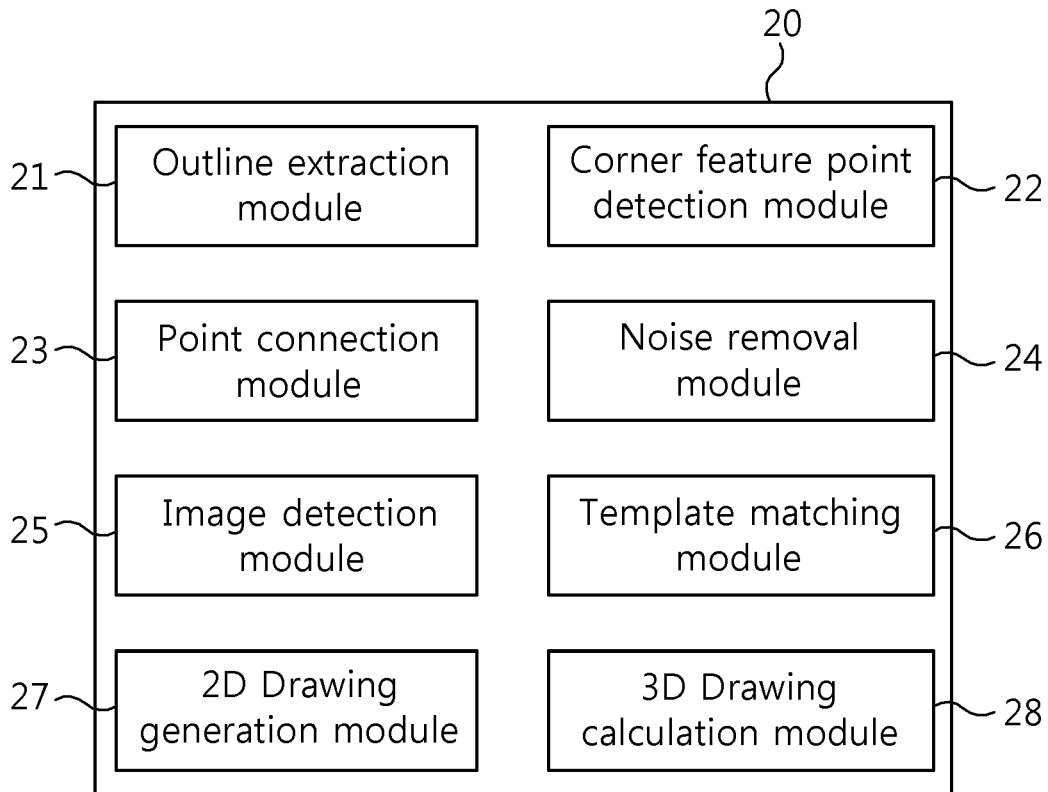 20
21
Outline extraction
module
Corner feature point
detection module
22
23
Point connection
module
Noise removal
module
24
25
Image detection
module
Template matching
module
26
27
2D Drawing
generation module
3D Drawing
calculation module
28